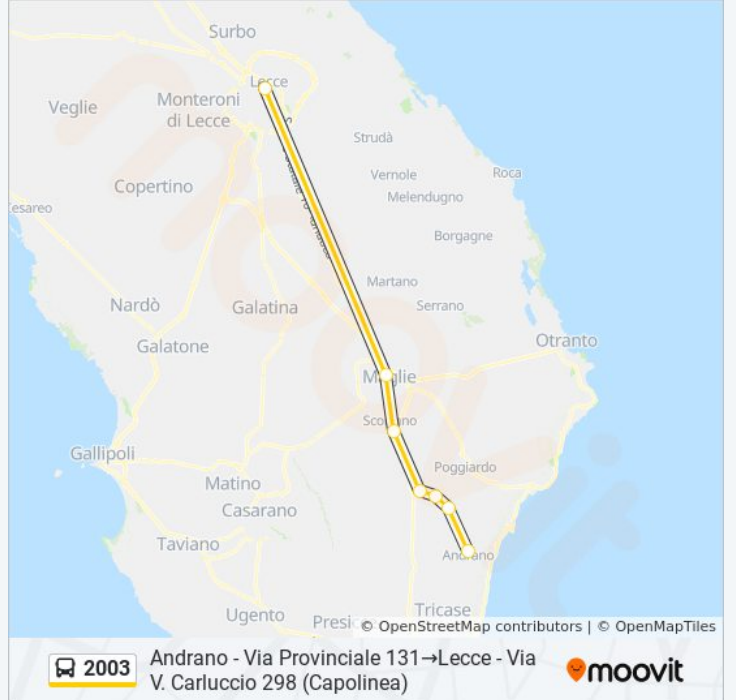 Surbo
Lecce
Veglie
Monteroni
di Lecce
Strudà
Vernole
Roca
Copertino
Melendugno
esareo
Borgagne
Martano
Nardò
Galatina
Serrano
Otranto
Galatone
Maglie
Scorrano
Gallipoli
Poggiardo
Matino
Casarano
Taviano
Andrano
Ugento
Presicce
Tricase
© OpenStreetMap contributors | © OpenMapTiles
2003
Andrano - Via Provinciale 131→Lecce - Via
V. Carluccio 298 (Capolinea)
moovit